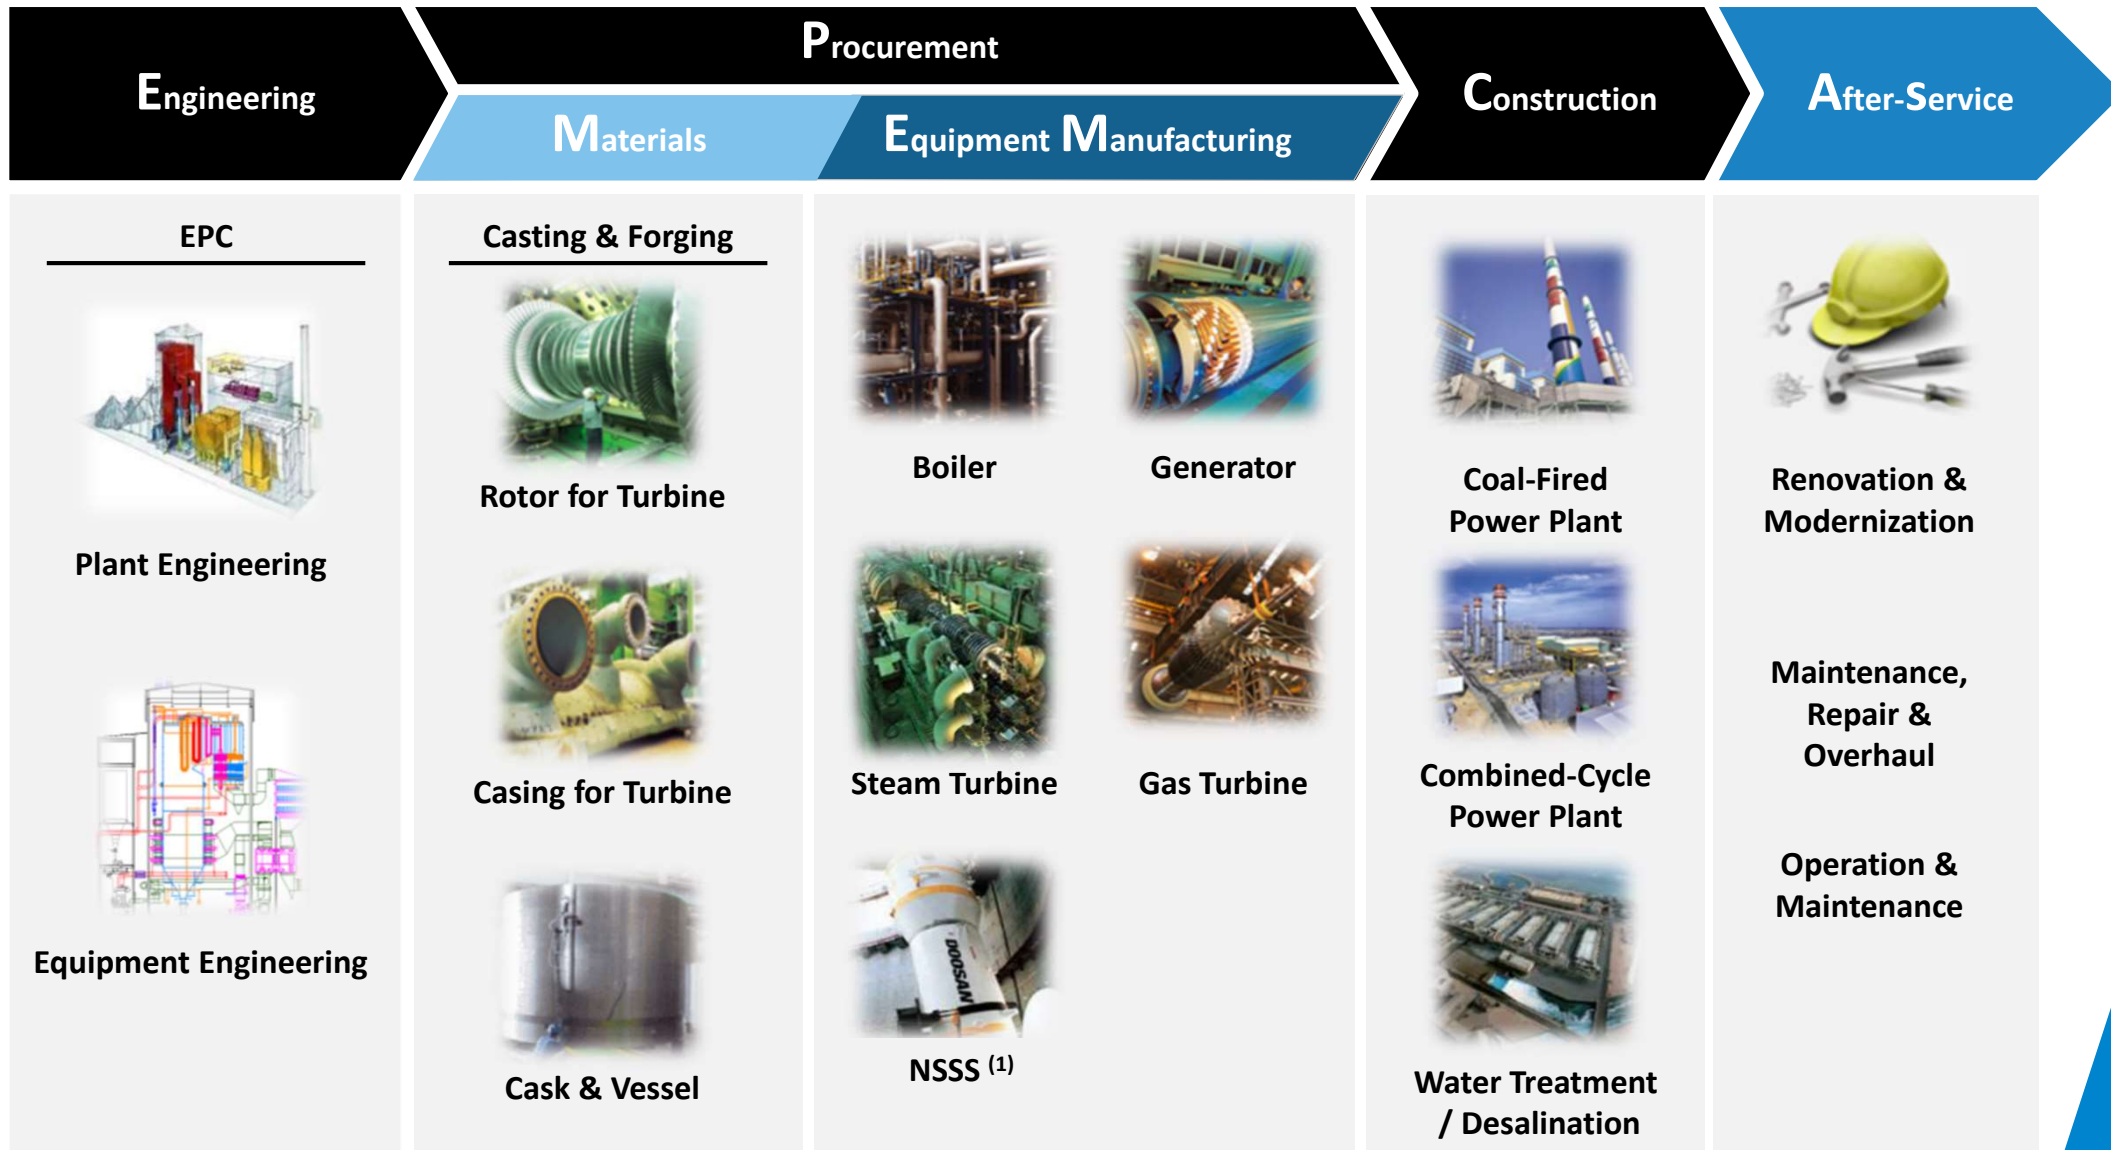 Engineering
Procurement
Materials
Equipment Manufacturing
Construction
After-Service
EPC
Plant Engineering
Equipment Engineering
Casting & Forging
Rotor for Turbine
Casing for Turbine
Cask & Vessel
Boiler
Generator
Steam Turbine
Gas Turbine
DOOSAN
NSSS (1)
Coal-Fired
Power Plant
Combined-Cycle
Power Plant
Water Treatment
/ Desalination
Renovation &
Modernization
Maintenance,
Repair &
Overhaul
Operation &
Maintenance